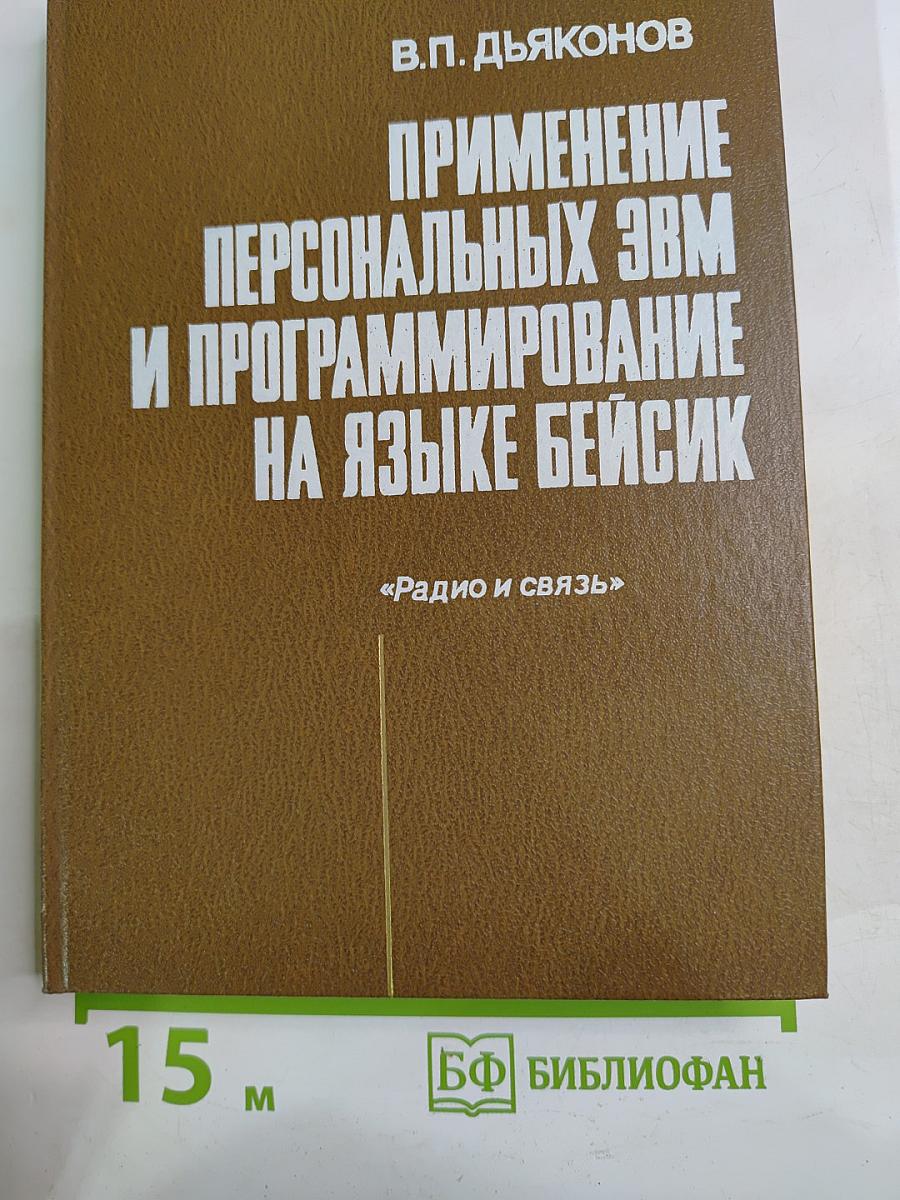 В.П. ДЬЯКОНОВ
ПРИМЕНЕНИЕ
ПЕРСОНАЛЬНЫХ ЭВМ
И ПРОГРАММИРОВАНИЕ
НА ЯЗЫКЕ БЕЙСИК
«Радио и связь»
15 м
БФ БИБЛИОФАН